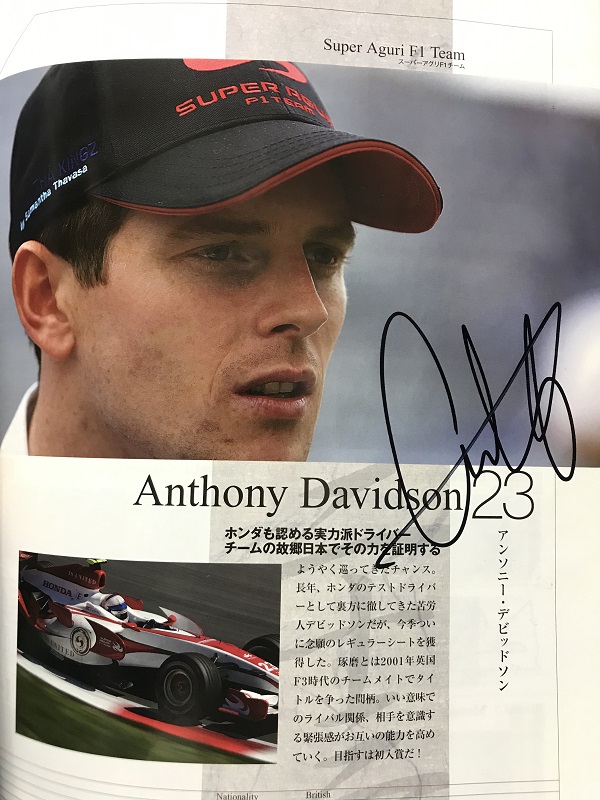 Super Aguri F1 Team
スーパーアグリF1チーム
SUPER AGURI
F1 TEAM
KINGZ
by Samantha Thavasa
Anthony Davidson 23
ホンダも認める実力派ドライバー
チームの故郷日本でその力を証明する
アンソニー・デビッドソン
ようやく巡ってきたチャンス。
長年、ホンダのテストドライバ
ーとして裏方に徹してきた苦労
人デビッドソンだが、今季つい
に念願のレギュラーシートを獲
得した。琢磨とは2001年英国
F3時代のチームメイトでタイ
トルを争った間柄。いい意味で
のライバル関係、相手を意識す
る緊張感がお互いの能力を高め
ていく。目指すは初入賞だ！
HONDA
Nationality British